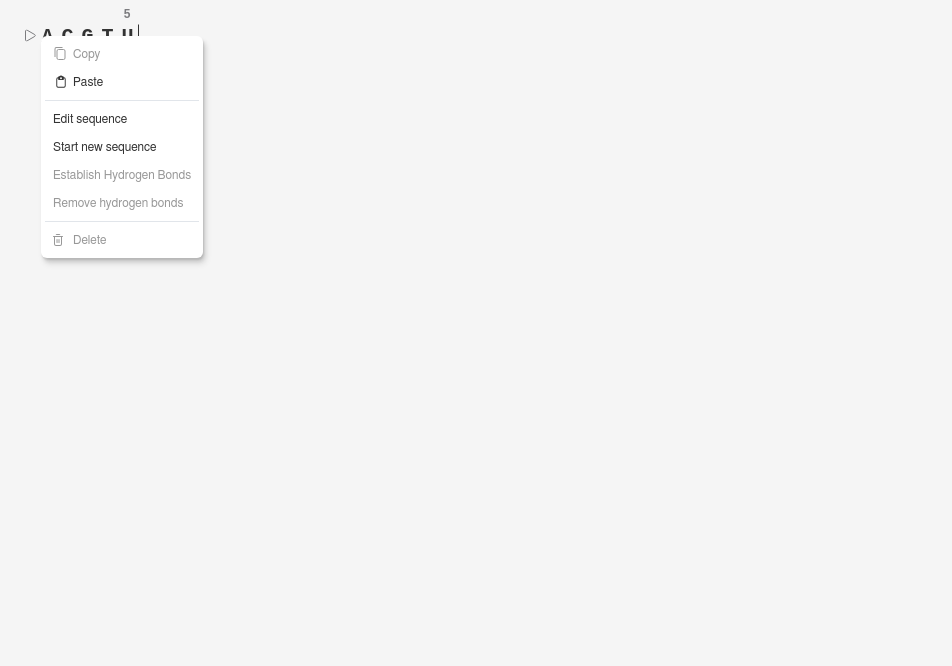 5
A C G T U
Copy
Paste
Edit sequence
Start new sequence
Establish Hydrogen Bonds
Remove hydrogen bonds
Delete